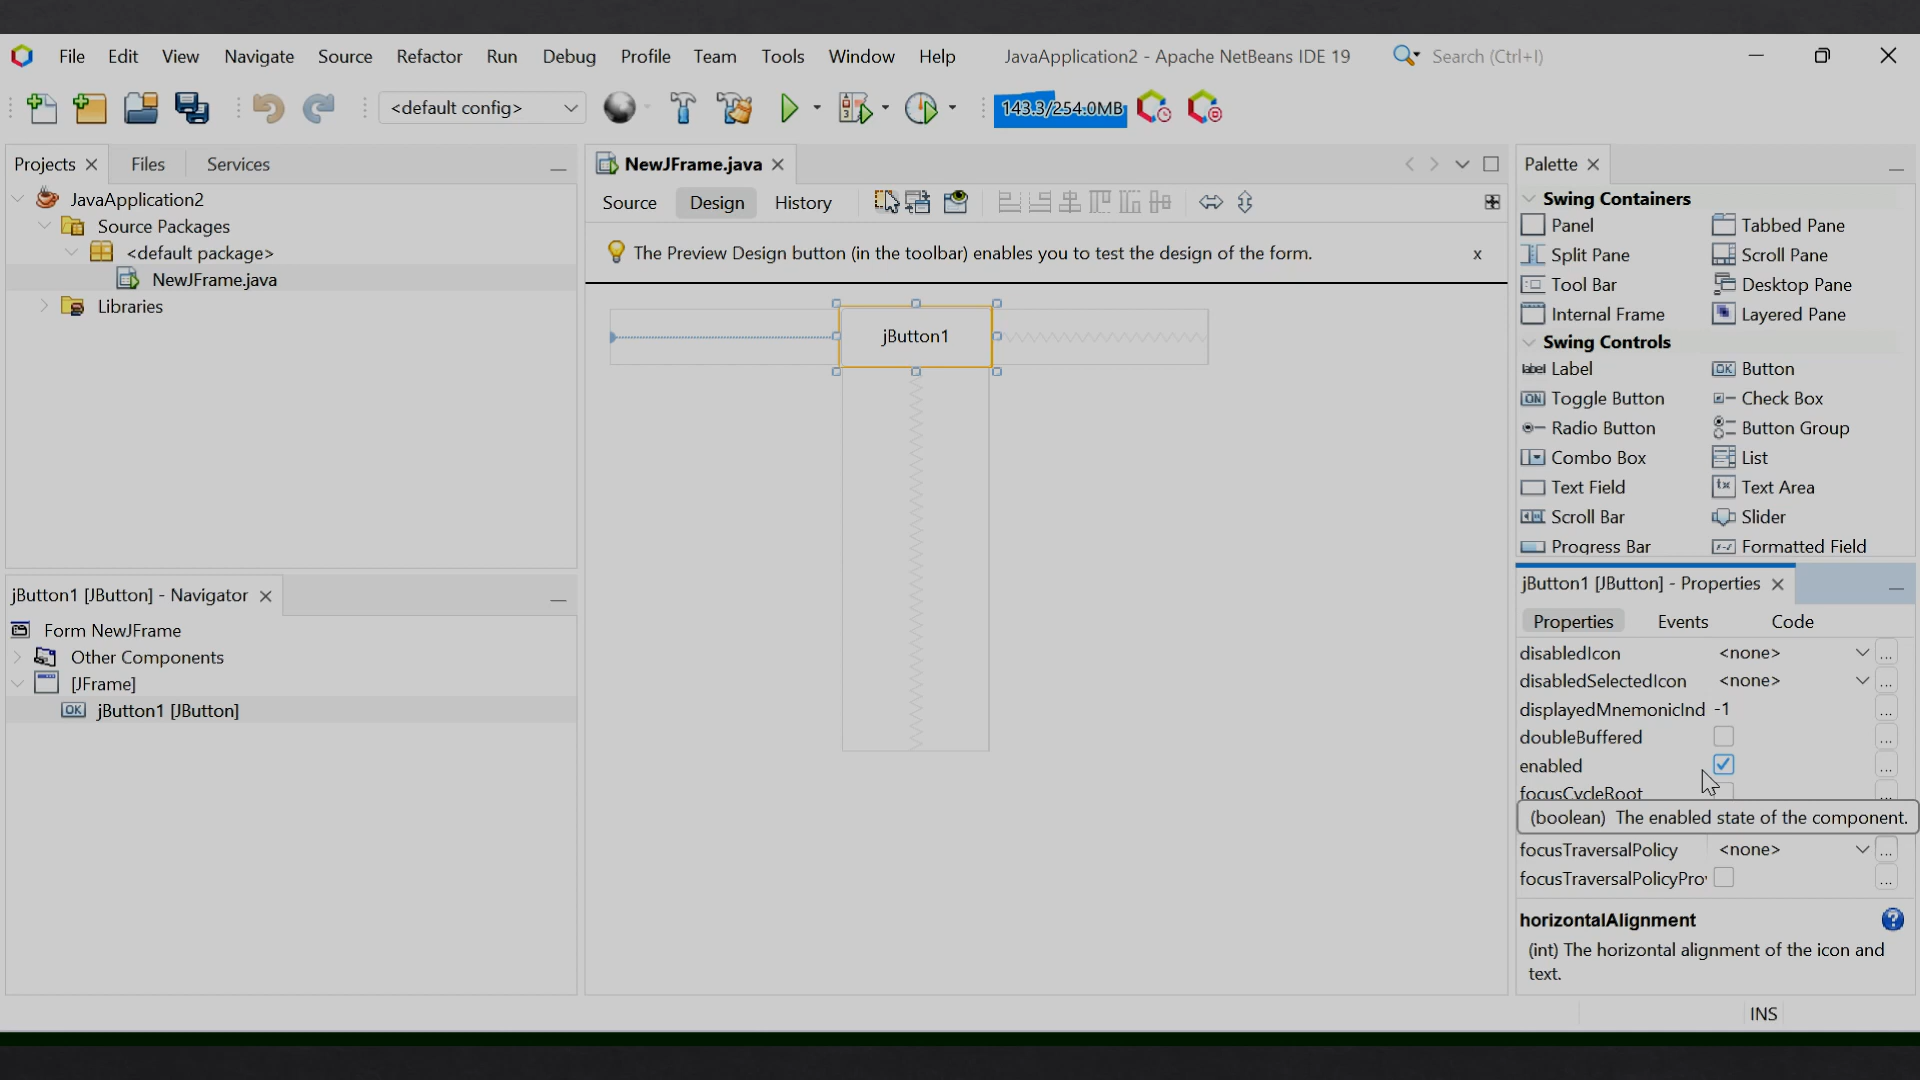 File Edit View Navigate Source Refactor Run Debug Profile Team Tools Window Help JavaApplication2 - Apache NetBeans IDE 19 Search (Ctrl+I)
<default config> 143.3/254.0MB
Projects Files Services
JavaApplication2
Source Packages
<default package>
NewJFrame.java
Libraries
jButton1 [JButton] - Navigator
Form NewJFrame
Other Components
[JFrame]
OK jButton1 [JButton]
NewJFrame.java
Source Design History
The Preview Design button (in the toolbar) enables you to test the design of the form. x
jButton1
Palette
Swing Containers
Panel Tabbed Pane
Split Pane Scroll Pane
Tool Bar Desktop Pane
Internal Frame Layered Pane
Swing Controls
label Label OK Button
ON Toggle Button Check Box
Radio Button Button Group
Combo Box List
Text Field tx Text Area
Scroll Bar Slider
Progress Bar Formatted Field
jButton1 [JButton] - Properties
Properties Events Code
disabledIcon <none> ...
disabledSelectedIcon <none> ...
displayedMnemonicInd -1 ...
doubleBuffered ...
enabled ...
focusCycleRoot ...
(boolean) The enabled state of the component.
focusTraversalPolicy <none> ...
focusTraversalPolicyPro ...
horizontalAlignment ?
(int) The horizontal alignment of the icon and
text.
INS